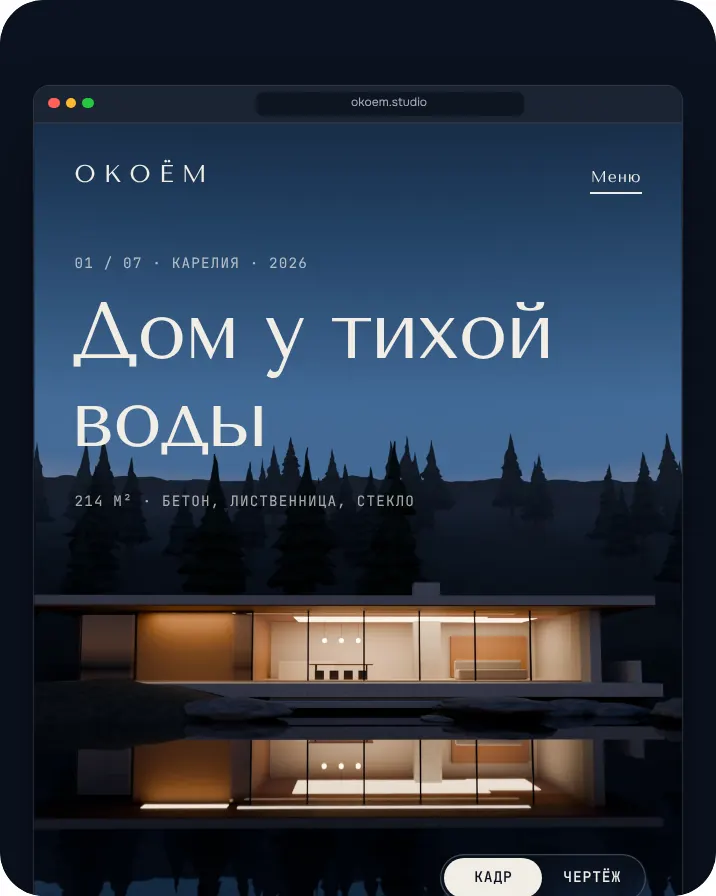 okoem.studio
ОКОЁМ
Меню
01 / 07 · КАРЕЛИЯ · 2026
Дом у тихой
воды
214 М² · БЕТОН, ЛИСТВЕННИЦА, СТЕКЛО
КАДР
ЧЕРТЁЖ